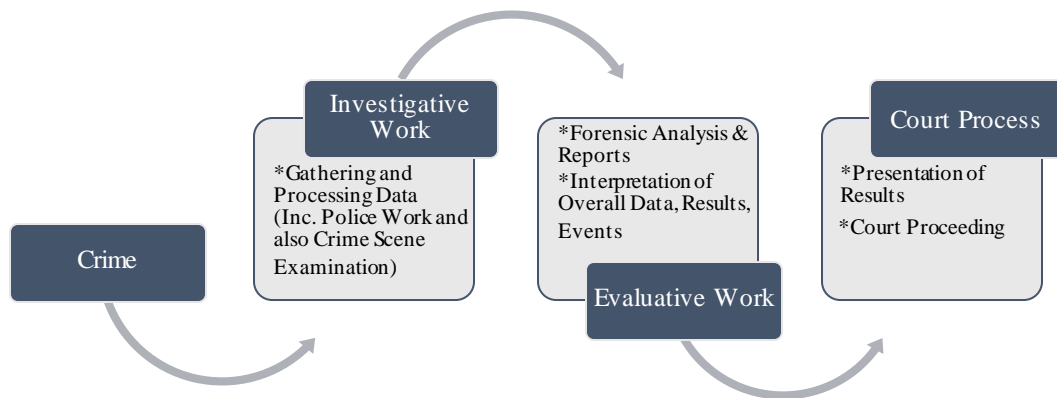 Crime
Investigative
Work
*Gathering and
Processing Data
(Inc. Police Work and
also Crime Scene
Examination)
*Forensic Analysis &
Reports
*Interpretation of
Overall Data, Results,
Events
Evaluative Work
Court Process
*Presentation of
Results
*Court Proceeding